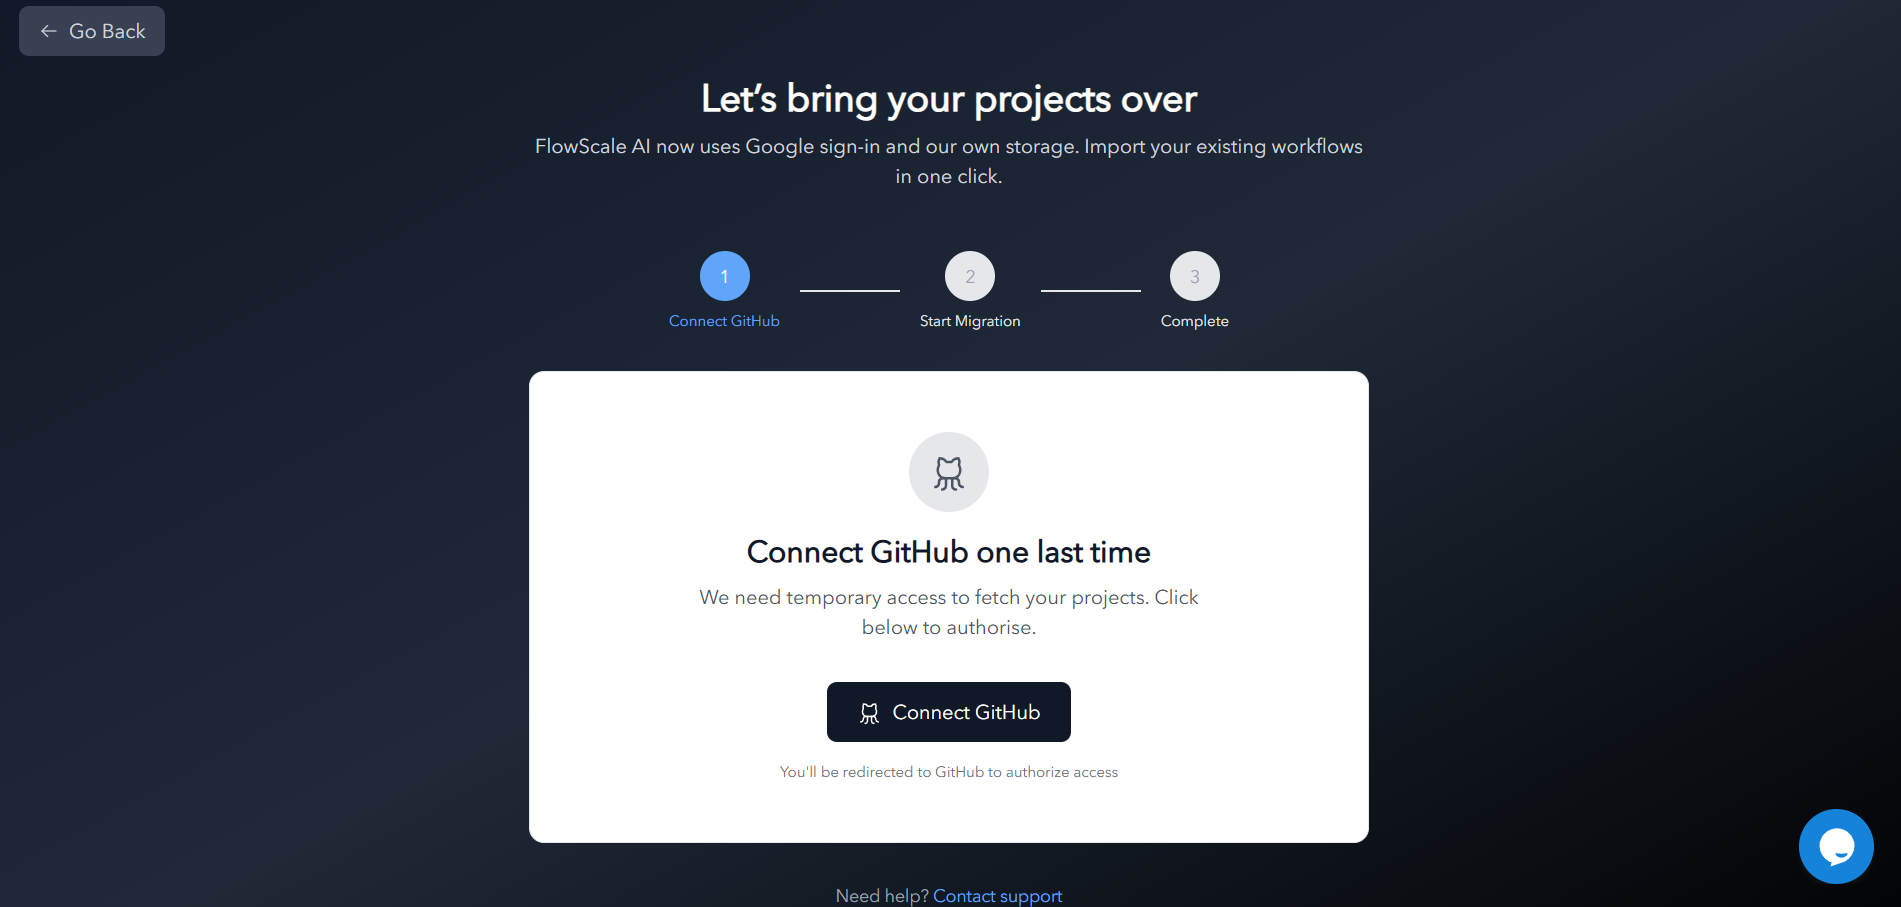 Go Back
Let’s bring your projects over
FlowScale AI now uses Google sign-in and our own storage. Import your existing workflows
in one click.
1
2
3
Connect GitHub
Start Migration
Complete
Connect GitHub one last time
We need temporary access to fetch your projects. Click
below to authorise.
Connect GitHub
You'll be redirected to GitHub to authorize access
Need help? Contact support